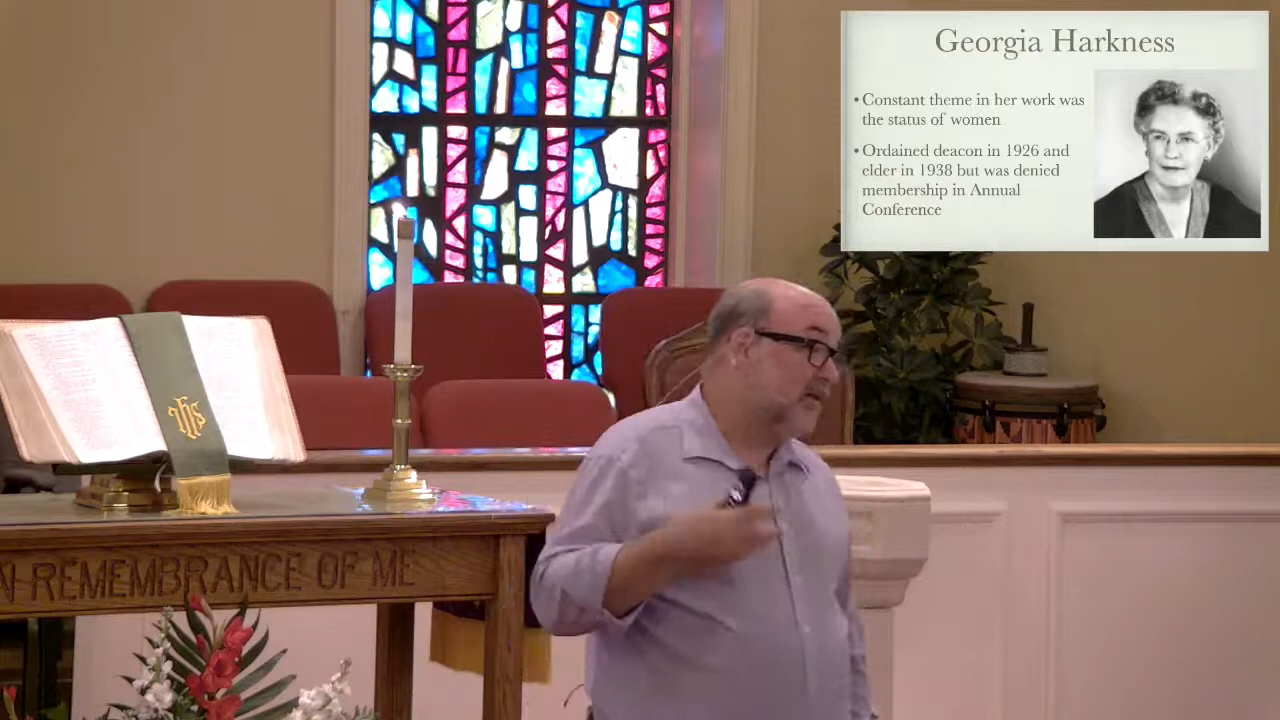 Georgia Harkness
• Constant theme in her work was
the status of women
• Ordained deacon in 1926 and
elder in 1938 but was denied
membership in Annual
Conference
ihs
N REMEMBRANCE OF ME